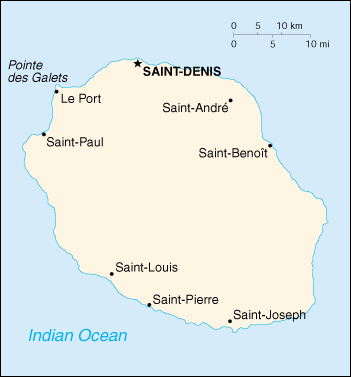 0 5 10 km
0 5 10 mi
Pointe
des Galets
SAINT-DENIS
Le Port
Saint-André
Saint-Paul
Saint-Benoît
Saint-Louis
Saint-Pierre
Saint-Joseph
Indian Ocean